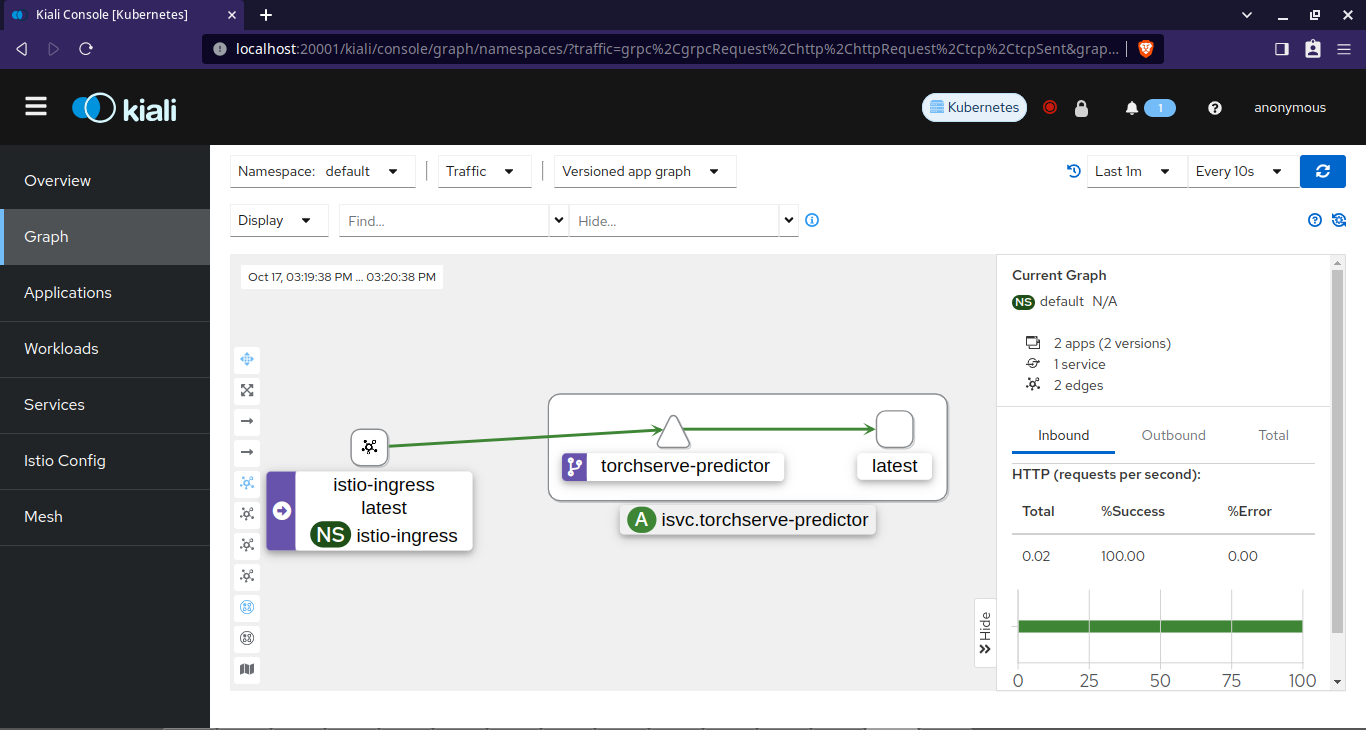 Kiali Console [Kubernetes]
localhost:20001/kiali/console/graph/namespaces/?traffic=grpc%2CgrpcRequest%2Chttp%2ChttpRequest%2Ctcp%2CtcpSent&grap...
kiali
Kubernetes
1
anonymous
Overview
Graph
Applications
Workloads
Services
Istio Config
Mesh
Namespace: default
Traffic
Versioned app graph
Last 1m
Every 10s
Display
Find...
Hide...
Oct 17, 03:19:38 PM ... 03:20:38 PM
istio-ingress
latest
NS istio-ingress
torchserve-predictor
latest
A isvc.torchserve-predictor
Hide
Current Graph
NS default N/A
2 apps (2 versions)
1 service
2 edges
Inbound Outbound Total
HTTP (requests per second):
Total %Success %Error
0.02 100.00 0.00
0 25 50 75 100